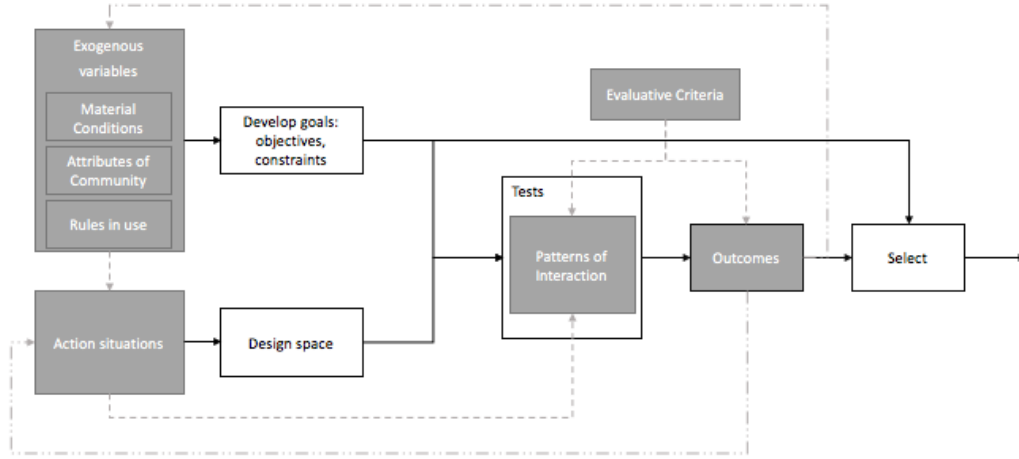 Exogenous
variables
Material
Conditions
Attributes of
Community
Rules in use
Develop goals:
objectives,
constraints
Evaluative Criteria
Tests
Patterns of
Interaction
Outcomes
Select
Action situations
Design space